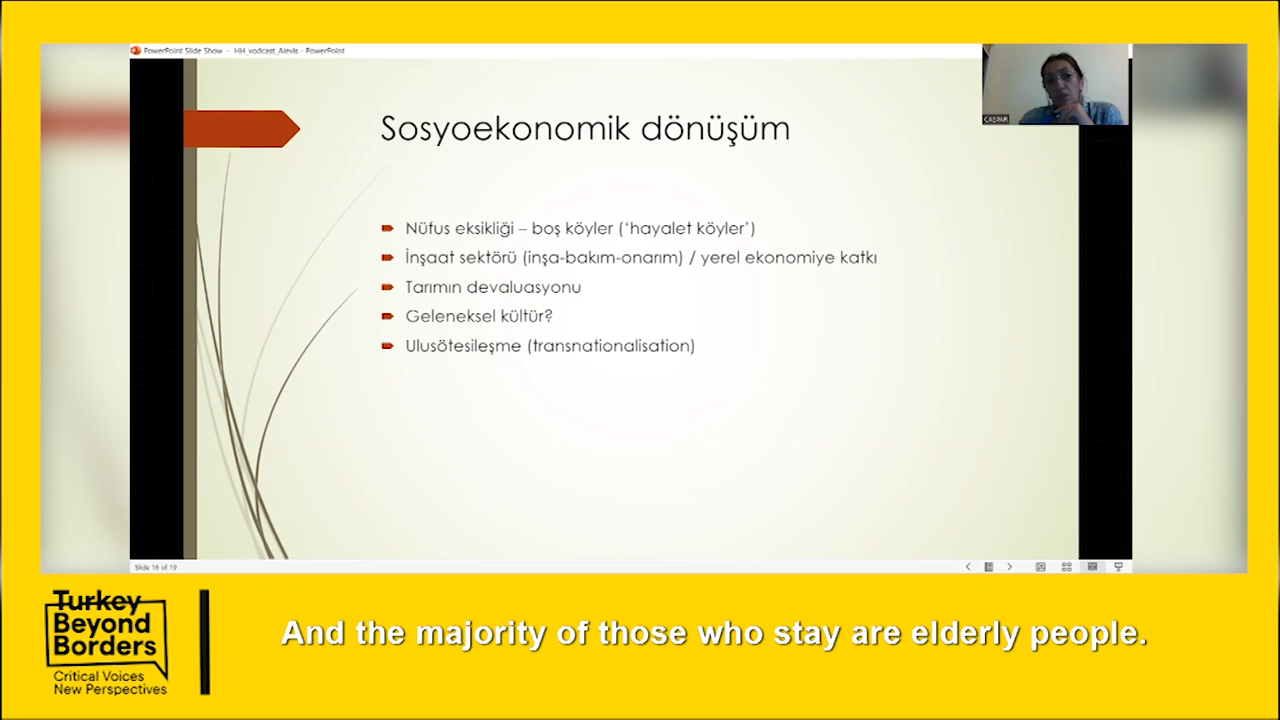 PowerPoint Slide Show - HH_vodcast_Alevis - PowerPoint
CASPAR
Sosyoekonomik dönüşüm
Nüfus eksikliği – boş köyler (‘hayalet köyler’)
İnşaat sektörü (inşa-bakım-onarım) / yerel ekonomiye katkı
Tarımın devaluasyonu
Geleneksel kültür?
Ulusötesileşme (transnationalisation)
Slide 16 of 19
Turkey
Beyond
Borders
Critical Voices
New Perspectives
And the majority of those who stay are elderly people.